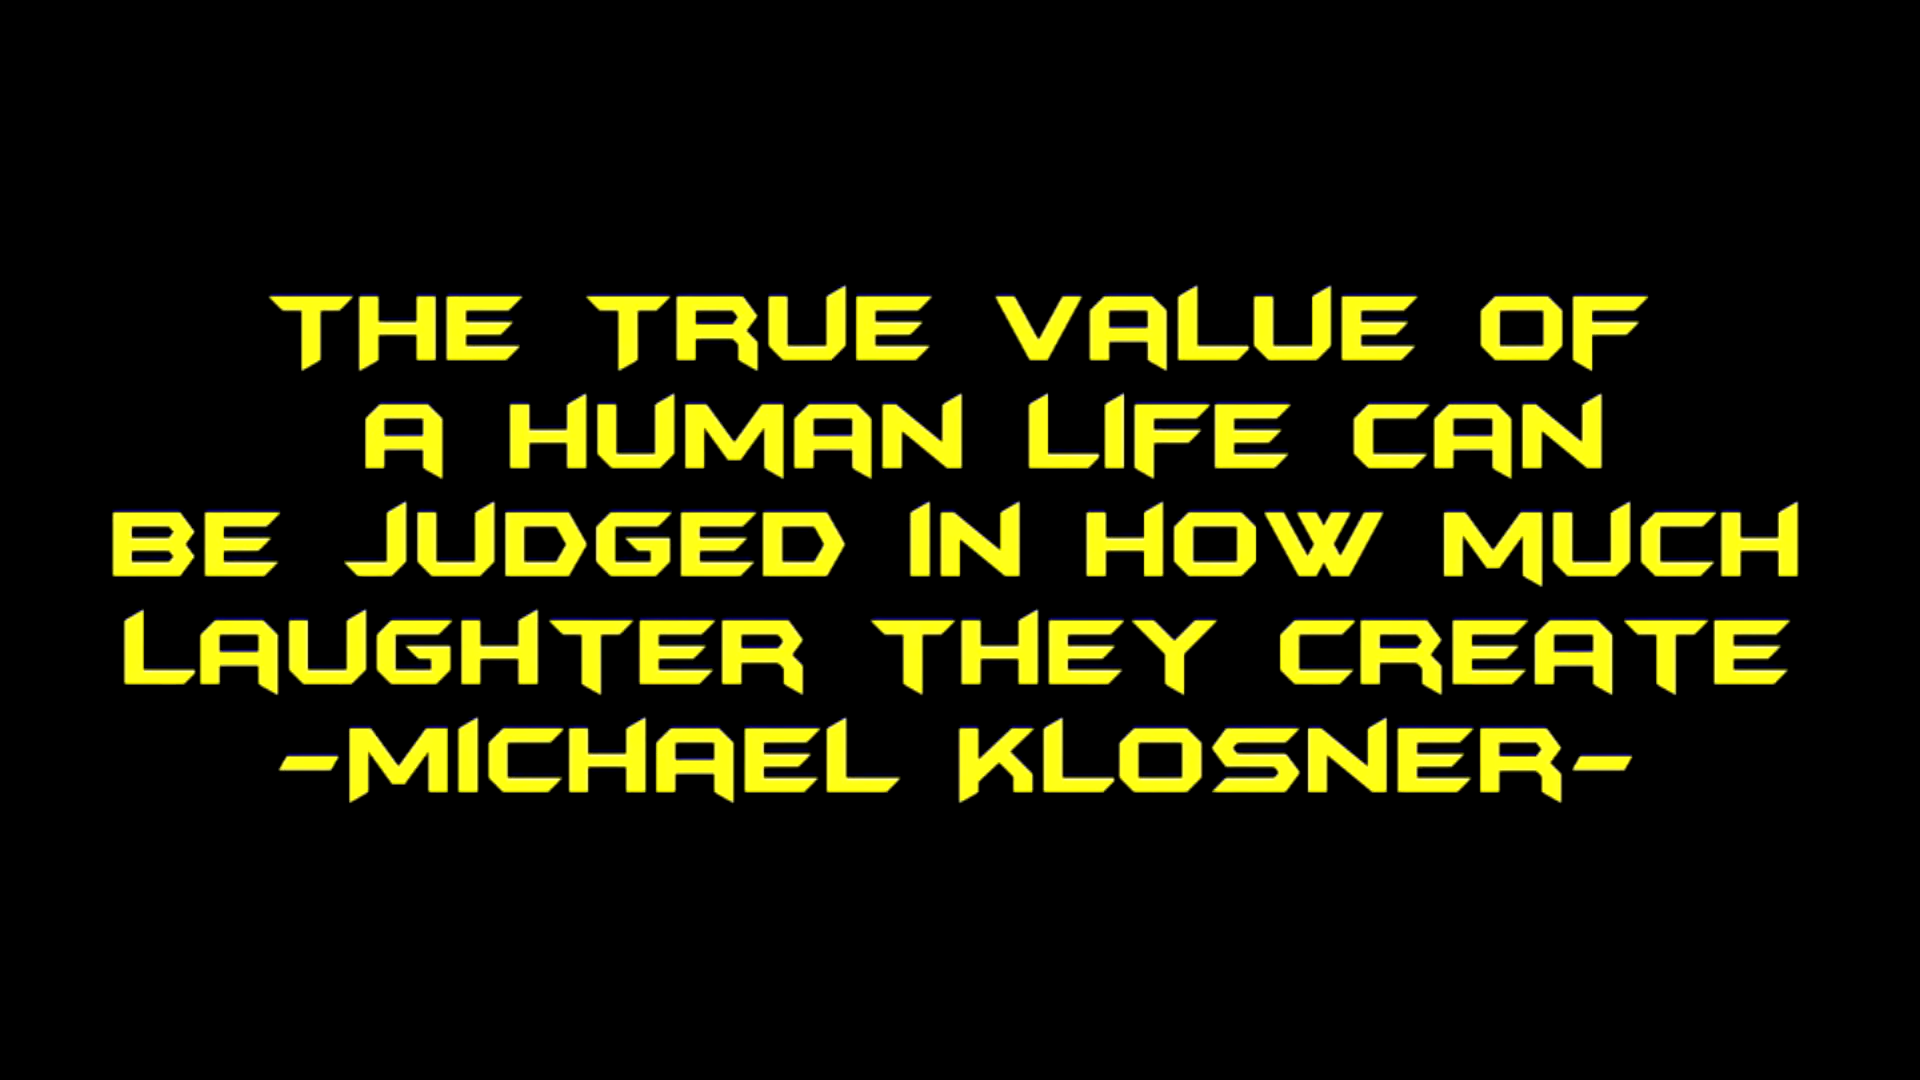 THE TRUE VALUE OF
A HUMAN LIFE CAN
BE JUDGED IN HOW MUCH
LAUGHTER THEY CREATE
-MICHAEL KLOSNER-